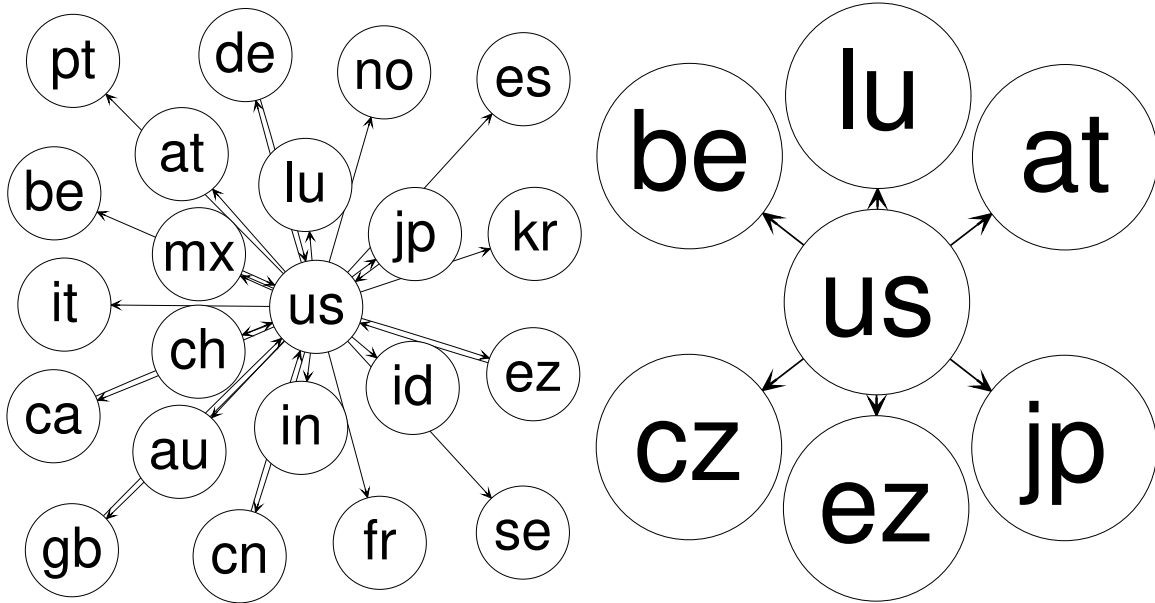 pt
de
no
es
at
lu
be
mx
jp
kr
it
us
ch
id
ez
ca
au
in
gb
cn
fr
se
be
lu
at
us
cz
ez
jp